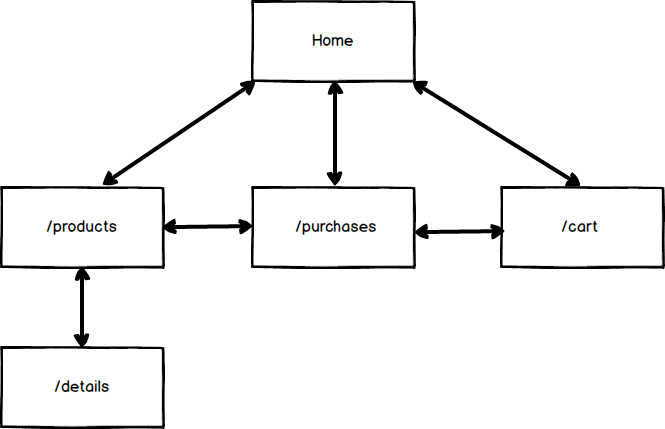 Home
/products
/purchases
/cart
/details